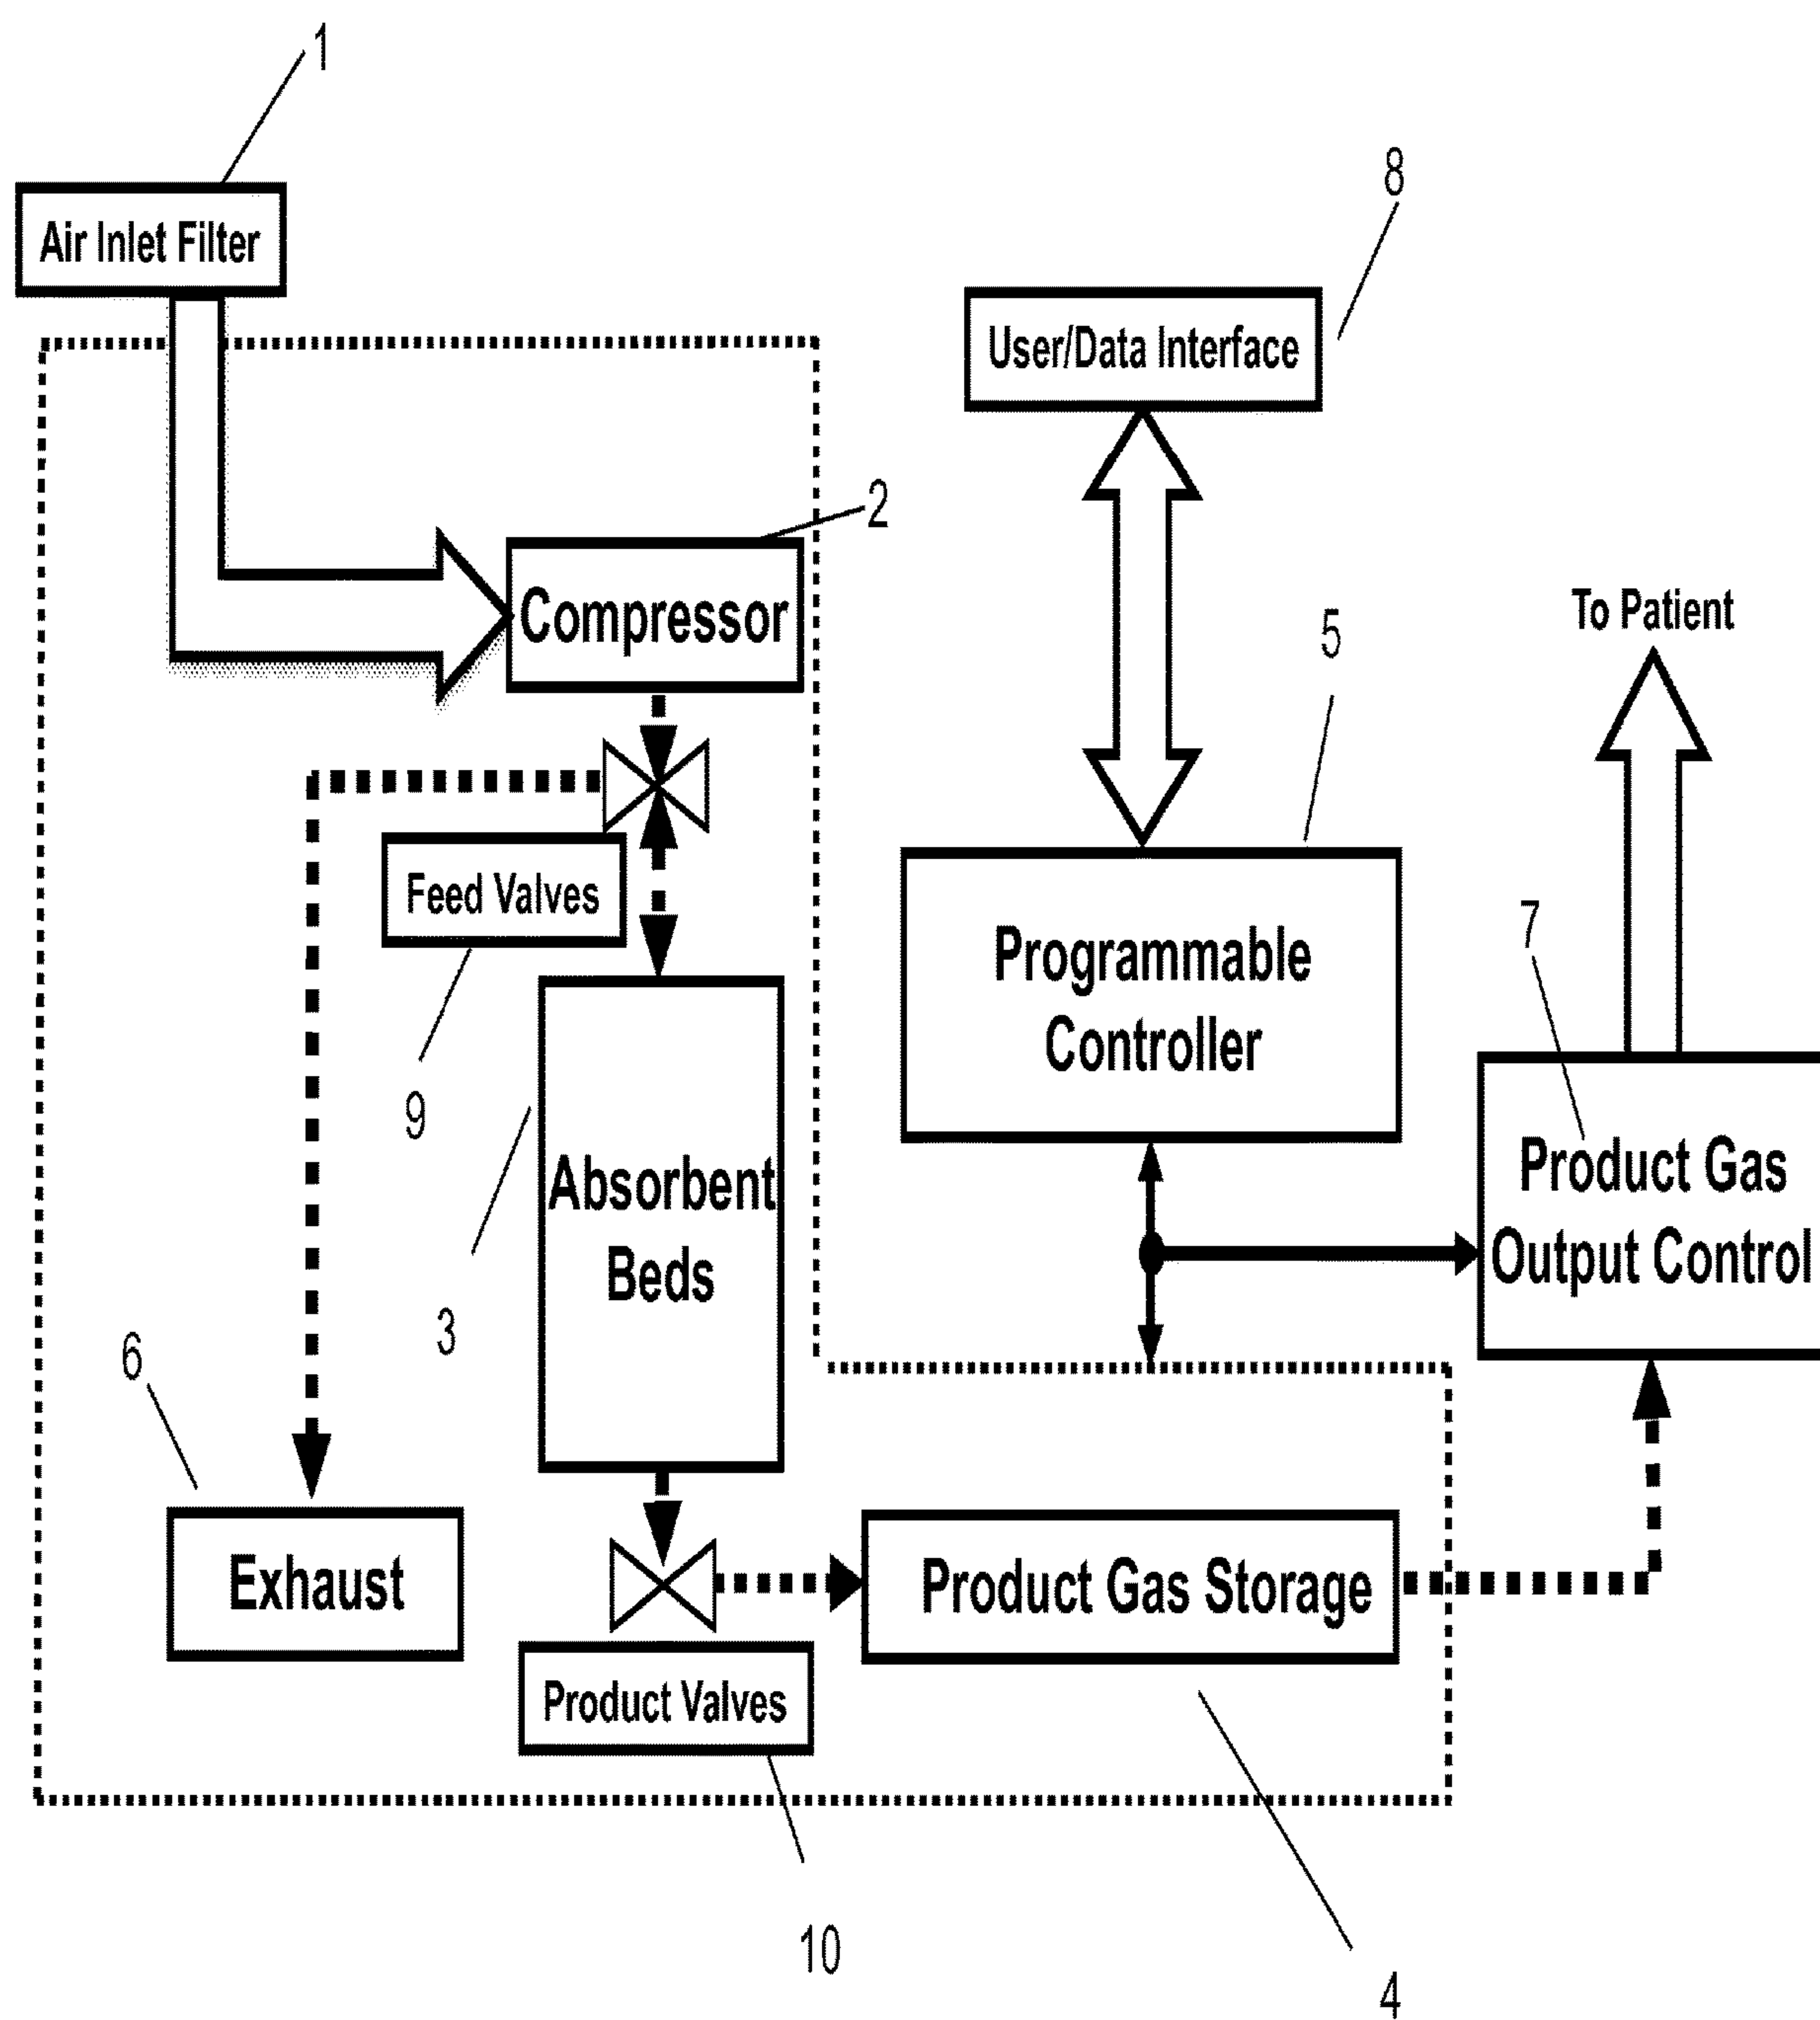 1
8
Air Inlet Filter
User/Data Interface
2
Compressor
To Patient
5
Feed Valves
7
Programmable
Controller
9
Absorbent
Beds
Product Gas
Output Control
3
6
Exhaust
Product Gas Storage
Product Valves
10
4